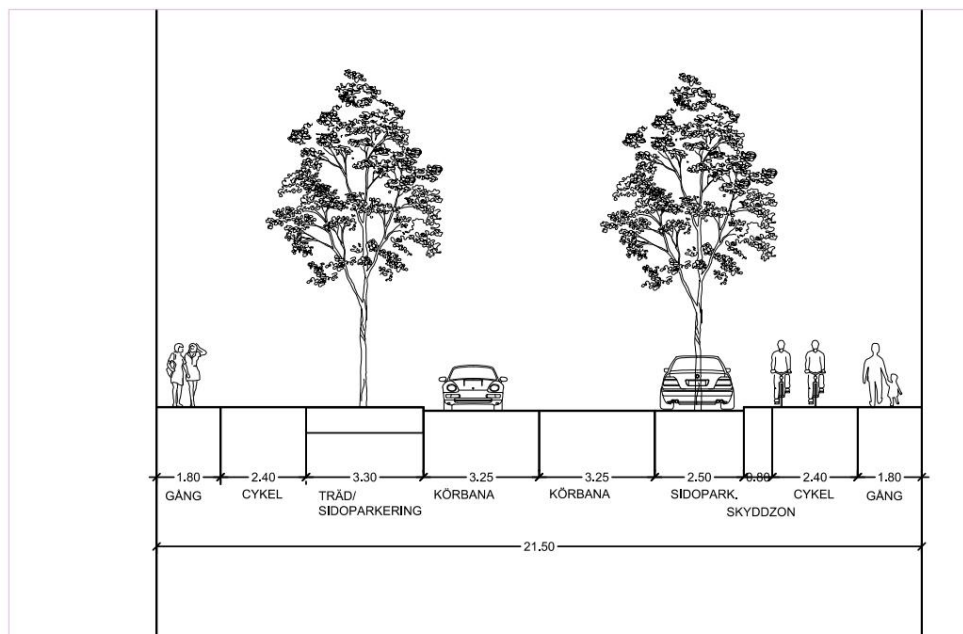 1.80 2.40 3.30 3.25 3.25 2.50 0.80 2.40 1.80
GÅNG CYKEL TRÄD/ KÖRBANA KÖRBANA SIDOPARK. CYKEL GÅNG
SIDOPARKERING SKYDDZON
21.50